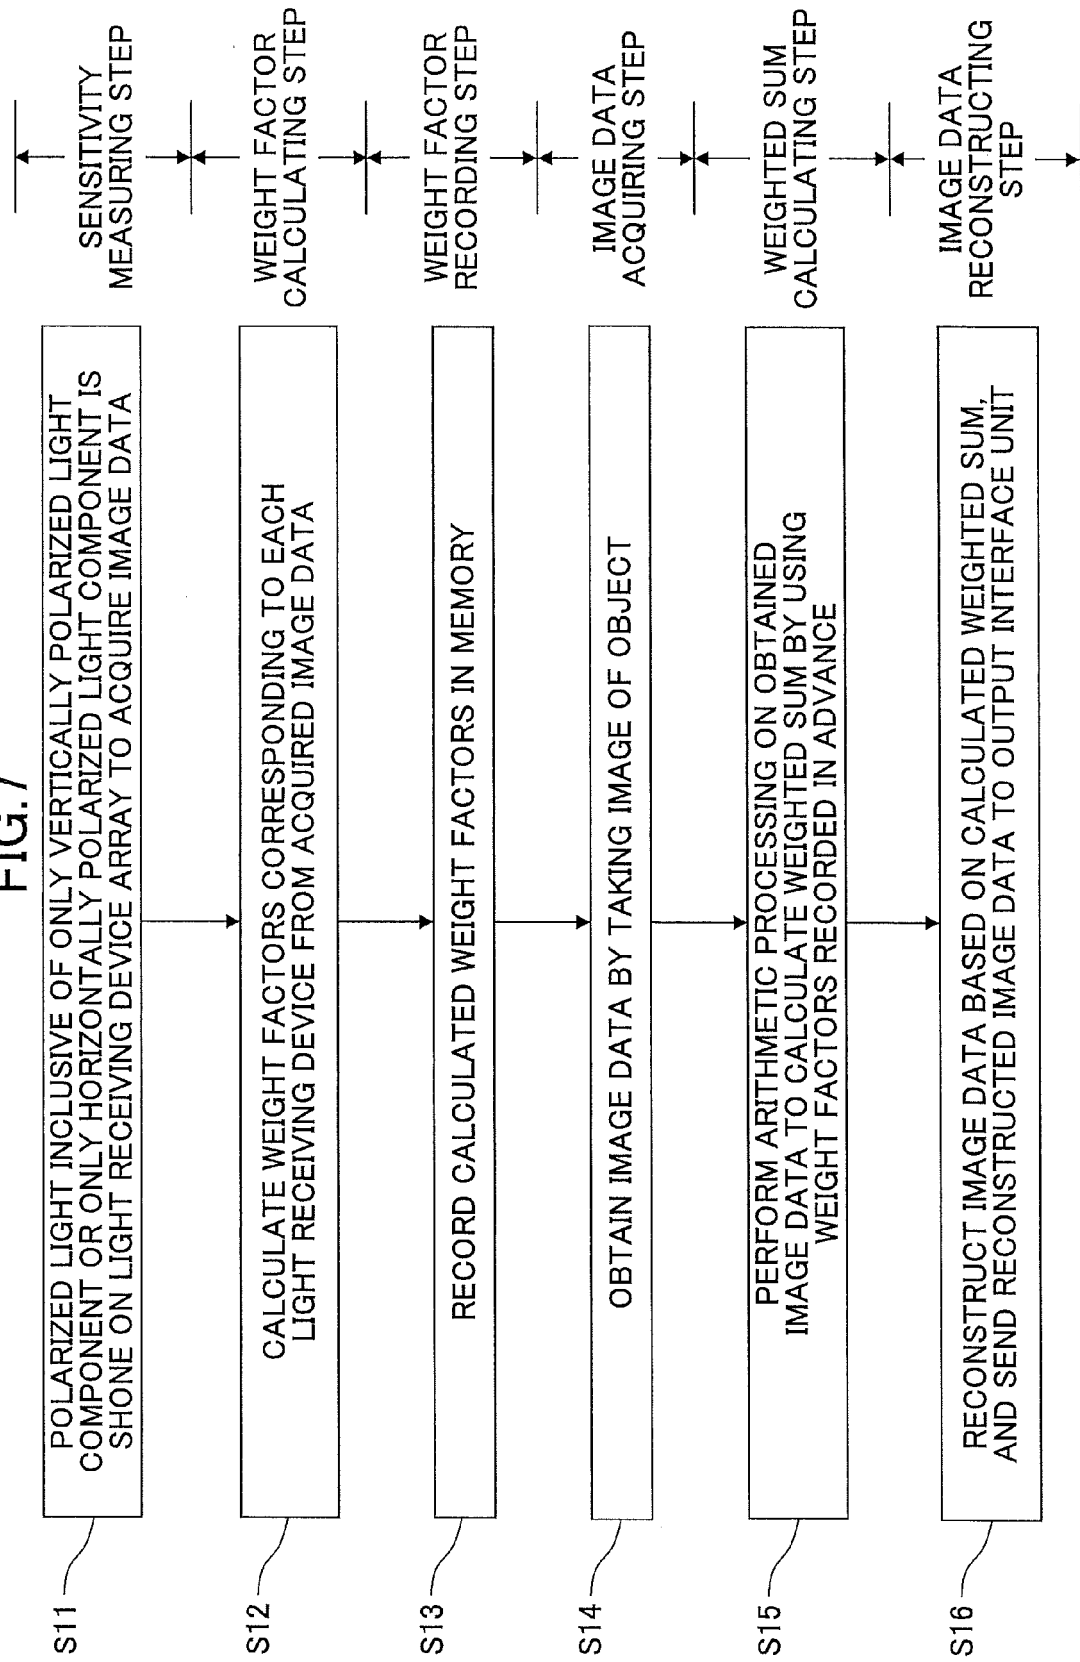 FIG. 7
S11
POLARIZED LIGHT INCLUSIVE OF ONLY VERTICALLY POLARIZED LIGHT
COMPONENT OR ONLY HORIZONTALLY POLARIZED LIGHT COMPONENT IS
SHONE ON LIGHT RECEIVING DEVICE ARRAY TO ACQUIRE IMAGE DATA
SENSITIVITY
MEASURING STEP
S12
CALCULATE WEIGHT FACTORS CORRESPONDING TO EACH
LIGHT RECEIVING DEVICE FROM ACQUIRED IMAGE DATA
WEIGHT FACTOR
CALCULATING STEP
S13
RECORD CALCULATED WEIGHT FACTORS IN MEMORY
WEIGHT FACTOR
RECORDING STEP
S14
OBTAIN IMAGE DATA BY TAKING IMAGE OF OBJECT
IMAGE DATA
ACQUIRING STEP
S15
PERFORM ARITHMETIC PROCESSING ON OBTAINED
IMAGE DATA TO CALCULATE WEIGHTED SUM BY USING
WEIGHT FACTORS RECORDED IN ADVANCE
WEIGHTED SUM
CALCULATING STEP
S16
RECONSTRUCT IMAGE DATA BASED ON CALCULATED WEIGHTED SUM,
AND SEND RECONSTRUCTED IMAGE DATA TO OUTPUT INTERFACE UNIT
IMAGE DATA
RECONSTRUCTING
STEP